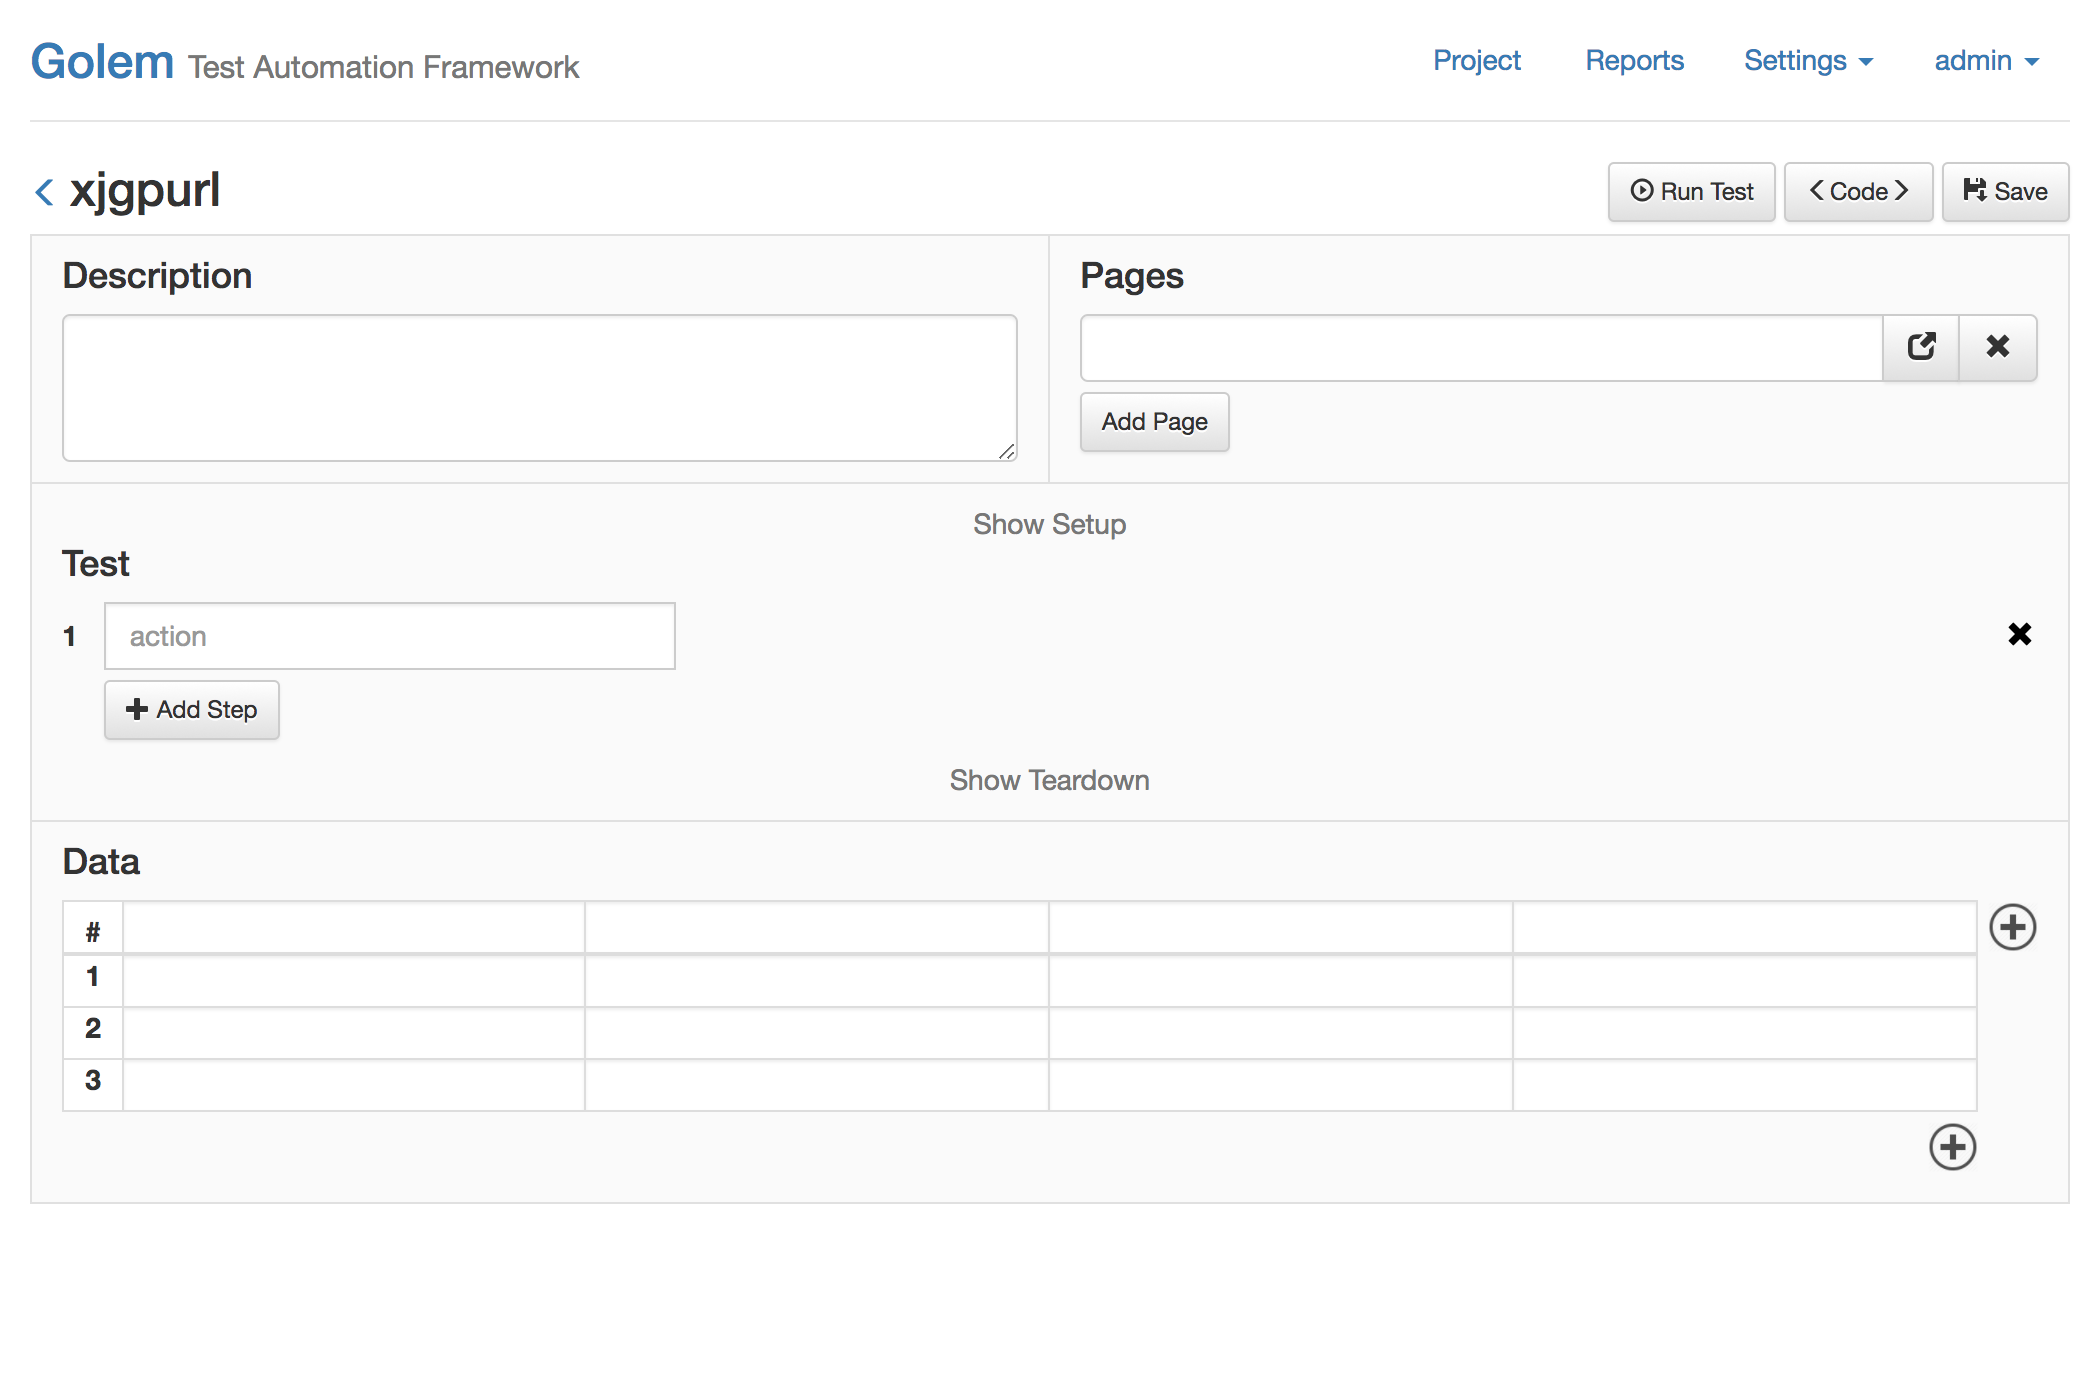 Golem Test Automation Framework
Project Reports Settings admin
xjgpurl
Run Test Code Save
Description
Pages
Add Page
Show Setup
Test
1 action
Add Step
Show Teardown
Data
#
1
2
3